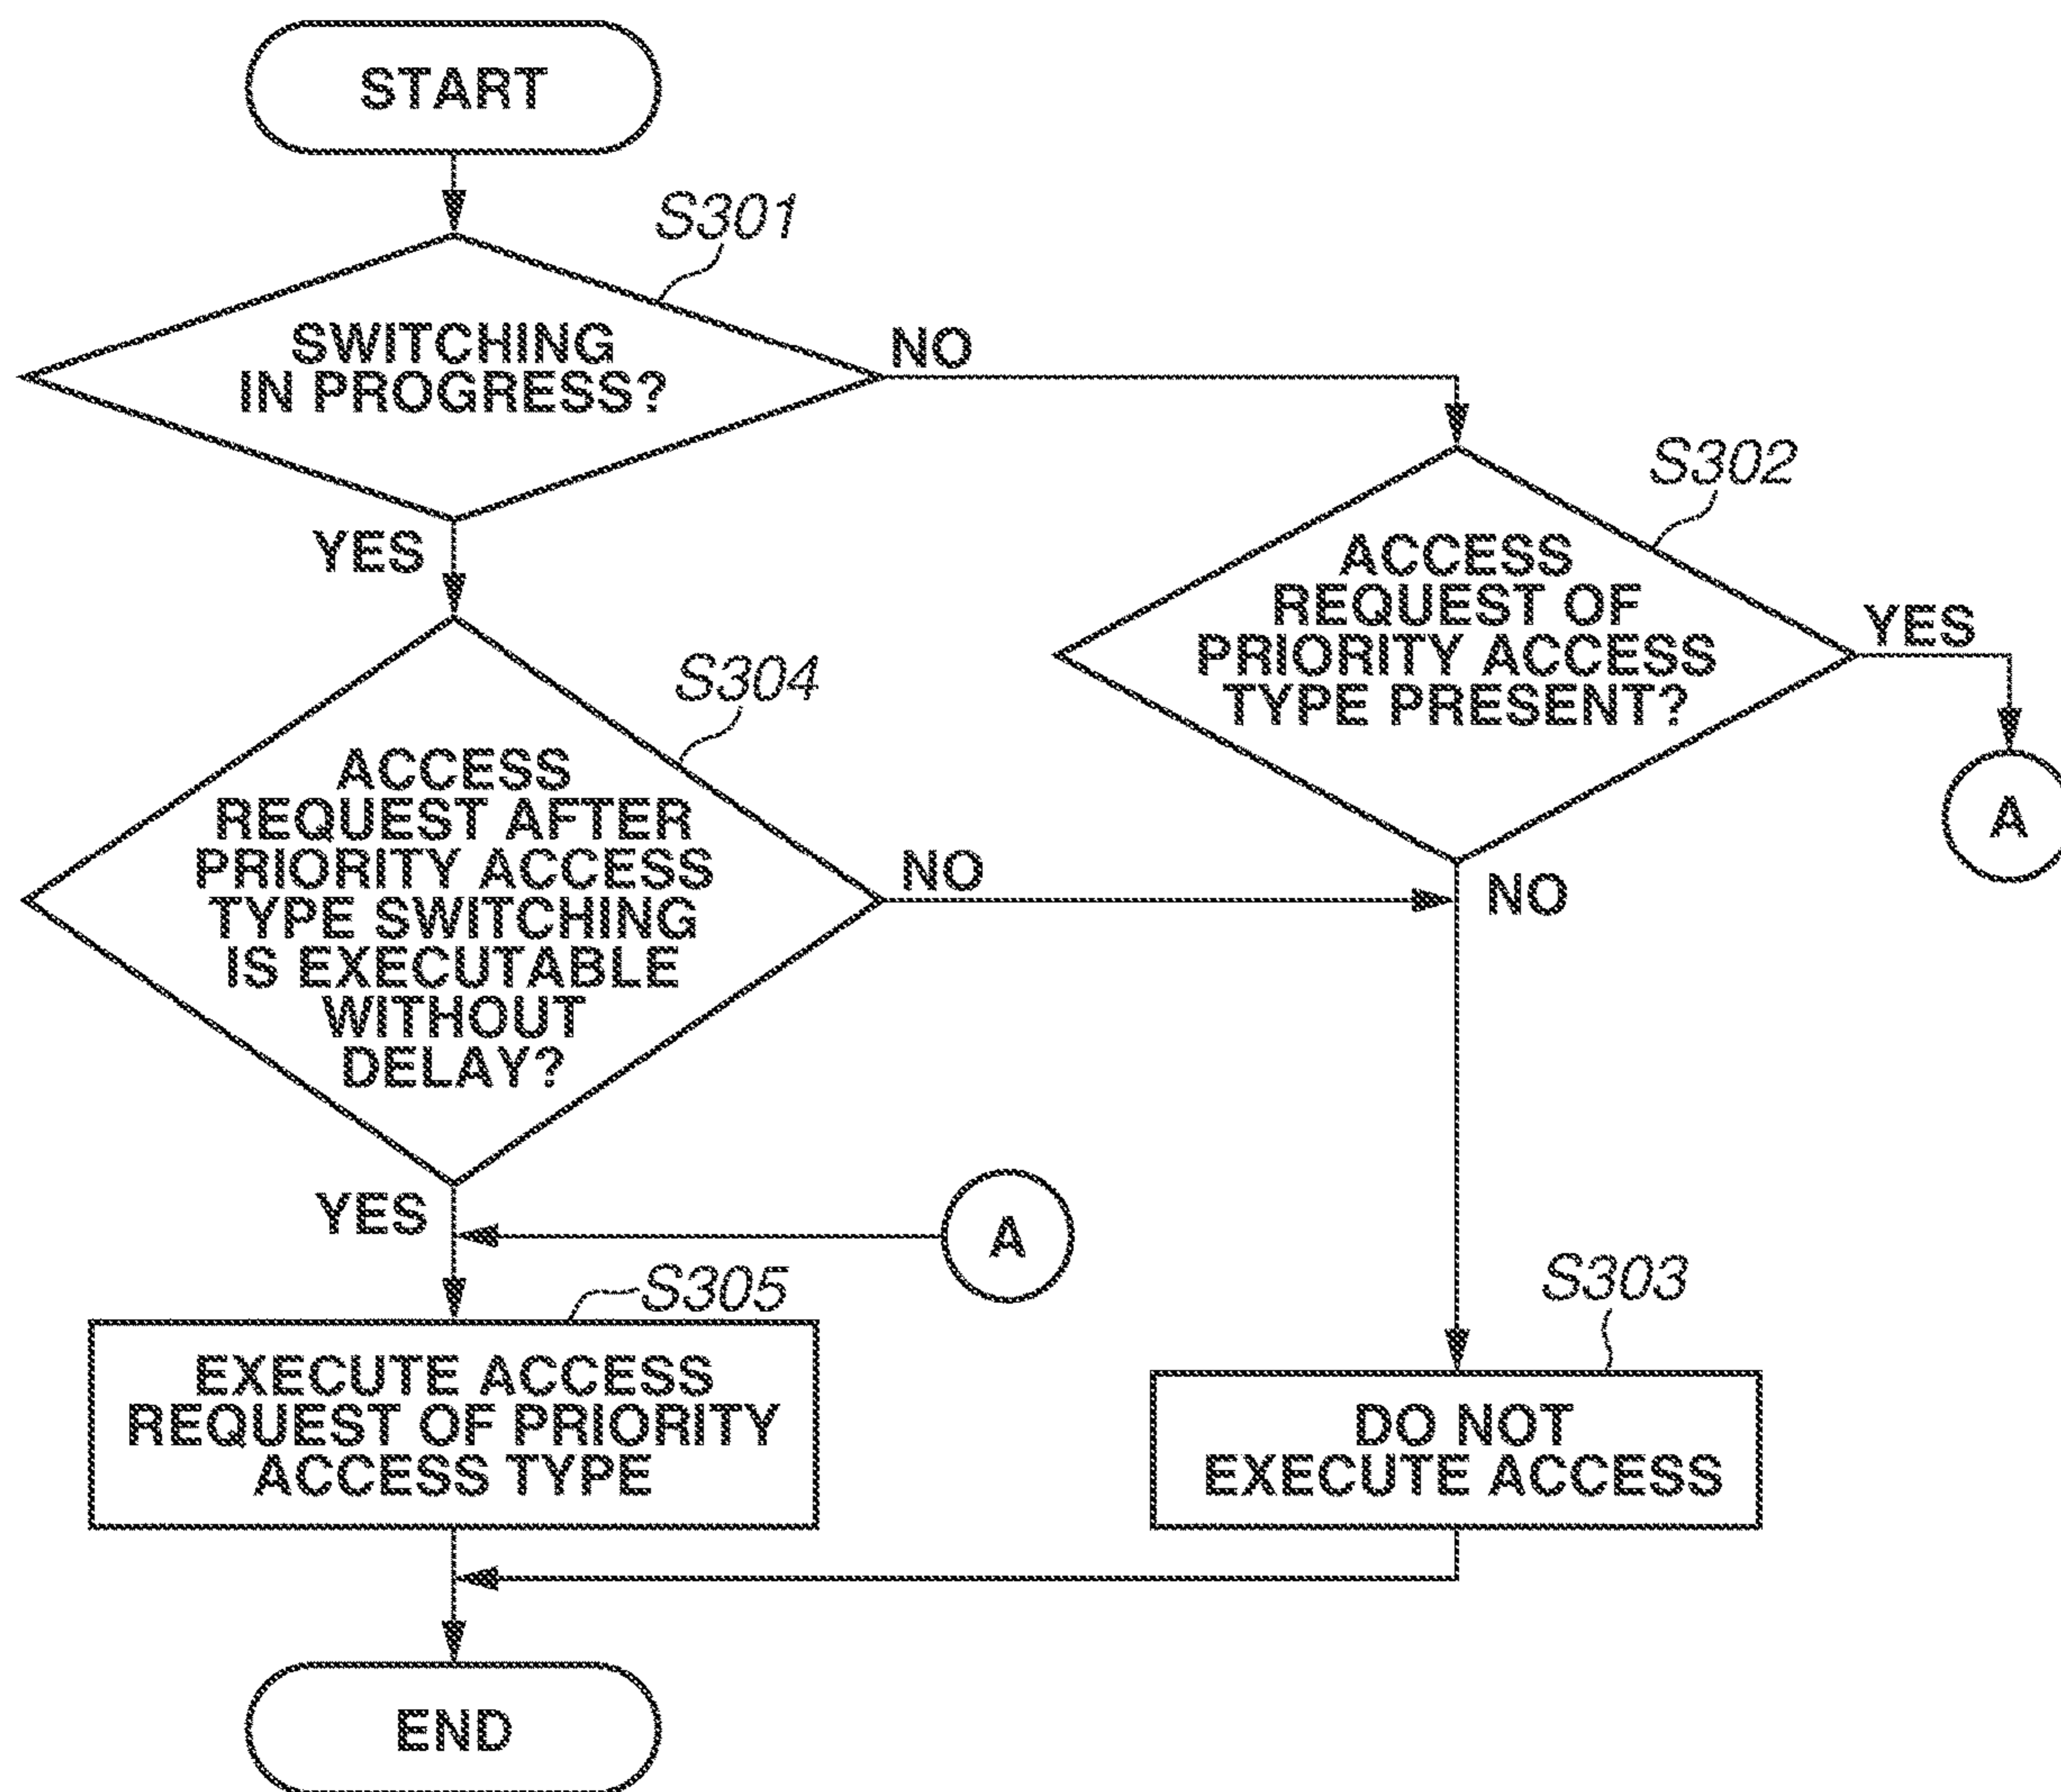 START
S301
SWITCHING
IN PROGRESS?
NO
YES
S302
ACCESS
REQUEST OF
PRIORITY ACCESS
TYPE PRESENT?
YES
A
NO
S304
ACCESS
REQUEST AFTER
PRIORITY ACCESS
TYPE SWITCHING
IS EXECUTABLE
WITHOUT
DELAY?
NO
YES
A
S305
EXECUTE ACCESS
REQUEST OF PRIORITY
ACCESS TYPE
S303
DO NOT
EXECUTE ACCESS
END